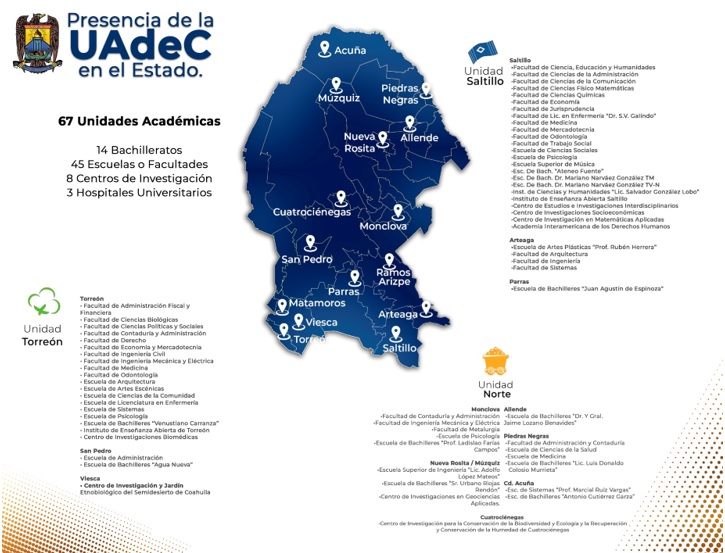 Presencia de la
UAdeC
en el Estado.
67 Unidades Académicas
14 Bachilleratos
45 Escuelas o Facultades
8 Centros de Investigación
3 Hospitales Universitarios
Acuña
Múzquiz
Piedras
Negras
Nueva
Rosita
Allende
Cuatrociénegas
Monclova
San Pedro
Ramos
Arizpe
Parras
Matamoros
Viesca
Torreón
Arteaga
Saltillo
Unidad
Saltillo
Saltillo
-Facultad de Ciencia, Educación y Humanidades
-Facultad de Ciencias de la Administración
-Facultad de Ciencias de la Comunicación
-Facultad de Ciencias Físico Matemáticas
-Facultad de Ciencias Químicas
-Facultad de Economía
-Facultad de Jurisprudencia
-Facultad de Lic. en Enfermería "Dr. S.V. Galindo"
-Facultad de Medicina
-Facultad de Mercadotecnia
-Facultad de Odontología
-Facultad de Trabajo Social
-Escuela de Ciencias Sociales
-Escuela de Psicología
-Escuela Superior de Música
-Esc. De Bach. "Ateneo Fuente"
-Esc. De Bach. Dr. Mariano Narváez González TM
-Esc. De Bach. Dr. Mariano Narváez González TV-N
-Inst. de Ciencias y Humanidades "Lic. Salvador González Lobo"
-Instituto de Enseñanza Abierta Saltillo
-Centro de Estudios e Investigaciones Interdisciplinarios
-Centro de Investigaciones Socioeconómicas
-Centro de Investigación en Matemáticas Aplicadas
-Academia Interamericana de los Derechos Humanos
Arteaga
-Escuela de Artes Plásticas "Prof. Rubén Herrera"
-Facultad de Arquitectura
-Facultad de Ingeniería
-Facultad de Sistemas
Parras
-Escuela de Bachilleres "Juan Agustín de Espinoza"
Unidad
Torreón
Torreón
- Facultad de Administración Fiscal y
Financiera
- Facultad de Ciencias Biológicas
- Facultad de Ciencias Políticas y Sociales
- Facultad de Contaduría y Administración
- Facultad de Derecho
- Facultad de Economía y Mercadotecnia
- Facultad de Ingeniería Civil
- Facultad de Ingeniería Mecánica y Eléctrica
- Facultad de Medicina
- Facultad de Odontología
- Escuela de Arquitectura
- Escuela de Artes Escénicas
- Escuela de Ciencias de la Comunidad
- Escuela de Licenciatura en Enfermería
- Escuela de Sistemas
- Escuela de Psicología
- Escuela de Bachilleres "Venustiano Carranza"
- Instituto de Enseñanza Abierta de Torreón
- Centro de Investigaciones Biomédicas
San Pedro
- Escuela de Administración
- Escuela de Bachilleres "Agua Nueva"
Viesca
- Centro de Investigación y Jardín
Etnobiológico del Semidesierto de Coahuila
Unidad
Norte
Monclova
-Facultad de Contaduría y Administración
-Facultad de Ingeniería Mecánica y Eléctrica
-Facultad de Metalurgia
-Escuela de Psicología
-Escuela de Bachilleres "Prof. Ladislao Farías
Campos"
Nueva Rosita / Múzquiz
-Escuela Superior de Ingeniería "Lic. Adolfo
López Mateos"
-Escuela de Bachilleres "Sr. Urbano Riojas
Rendón"
-Centro de Investigaciones en Geociencias
Aplicadas.
Allende
-Escuela de Bachilleres "Dr. Y Gral.
Jaime Lozano Benavides"
Piedras Negras
-Facultad de Administración y Contaduría
-Escuela de Ciencias de la Salud
-Escuela de Medicina
-Escuela de Bachilleres "Lic. Luis Donaldo
Colosio Murrieta"
Cd. Acuña
-Esc. de Sistemas "Prof. Marcial Ruiz Vargas"
-Esc. de Bachilleres "Antonio Gutiérrez Garza"
Cuatrociénegas
-Centro de Investigación para la Conservación de la Biodiversidad y Ecología y la Recuperación
y Conservación de la Humedad de Cuatrociénegas